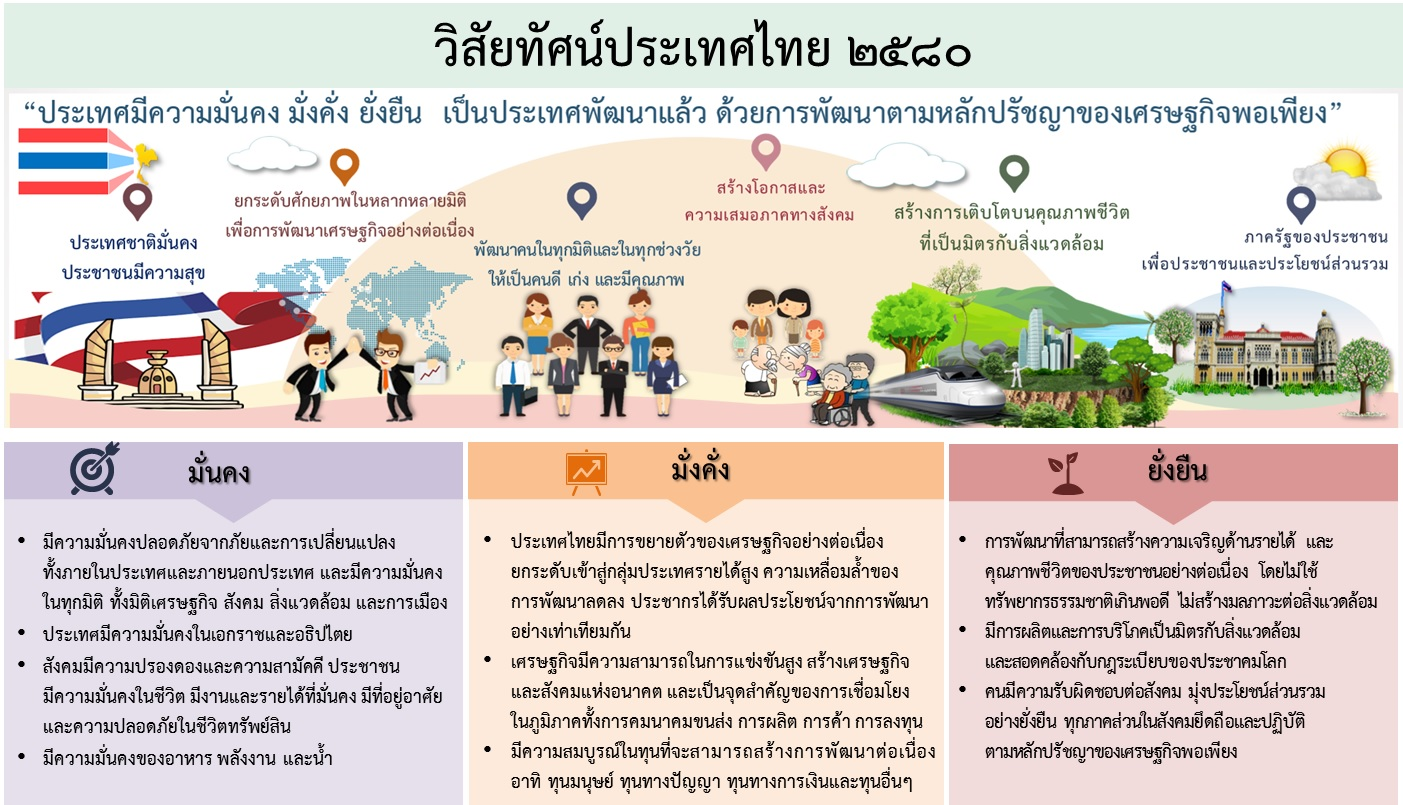 วิสัยทัศน์ประเทศไทย ๒๕๘๐
“ประเทศมีความมั่นคง มั่งคั่ง ยั่งยืน เป็นประเทศพัฒนาแล้ว ด้วยการพัฒนาตามหลักปรัชญาของเศรษฐกิจพอเพียง”
ประเทศชาติมั่นคง
ประชาชนมีความสุข
ยกระดับศักยภาพในหลากหลายมิติ
เพื่อการพัฒนาเศรษฐกิจอย่างต่อเนื่อง
พัฒนาคนในทุกมิติและในทุกช่วงวัย
ให้เป็นคนดี เก่ง และมีคุณภาพ
สร้างโอกาสและ
ความเสมอภาคทางสังคม
สร้างการเติบโตบนคุณภาพชีวิต
ที่เป็นมิตรกับสิ่งแวดล้อม
ภาครัฐของประชาชน
เพื่อประชาชนและประโยชน์ส่วนรวม
มั่นคง
• มีความมั่นคงปลอดภัยจากภัยและการเปลี่ยนแปลง
ทั้งภายในประเทศและภายนอกประเทศ และมีความมั่นคง
ในทุกมิติ ทั้งมิติเศรษฐกิจ สังคม สิ่งแวดล้อม และการเมือง
• ประเทศมีความมั่นคงในเอกราชและอธิปไตย
• สังคมมีความปรองดองและความสามัคคี ประชาชน
มีความมั่นคงในชีวิต มีงานและรายได้ที่มั่นคง มีที่อยู่อาศัย
และความปลอดภัยในชีวิตทรัพย์สิน
• มีความมั่นคงของอาหาร พลังงาน และน้ำ
มั่งคั่ง
• ประเทศไทยมีการขยายตัวของเศรษฐกิจอย่างต่อเนื่อง
ยกระดับเข้าสู่กลุ่มประเทศรายได้สูง ความเหลื่อมล้ำของ
การพัฒนาลดลง ประชากรได้รับผลประโยชน์จากการพัฒนา
อย่างเท่าเทียมกัน
• เศรษฐกิจมีความสามารถในการแข่งขันสูง สร้างเศรษฐกิจ
และสังคมแห่งอนาคต และเป็นจุดสำคัญของการเชื่อมโยง
ในภูมิภาคทั้งการคมนาคมขนส่ง การผลิต การค้า การลงทุน
• มีความสมบูรณ์ในทุนที่จะสามารถสร้างการพัฒนาต่อเนื่อง
อาทิ ทุนมนุษย์ ทุนทางปัญญา ทุนทางการเงินและทุนอื่นๆ
ยั่งยืน
• การพัฒนาที่สามารถสร้างความเจริญด้านรายได้ และ
คุณภาพชีวิตของประชาชนอย่างต่อเนื่อง โดยไม่ใช้
ทรัพยากรธรรมชาติเกินพอดี ไม่สร้างมลภาวะต่อสิ่งแวดล้อม
• มีการผลิตและการบริโภคเป็นมิตรกับสิ่งแวดล้อม
และสอดคล้องกับกฎระเบียบของประชาคมโลก
• คนมีความรับผิดชอบต่อสังคม มุ่งประโยชน์ส่วนรวม
อย่างยั่งยืน ทุกภาคส่วนในสังคมยึดถือและปฏิบัติ
ตามหลักปรัชญาของเศรษฐกิจพอเพียง